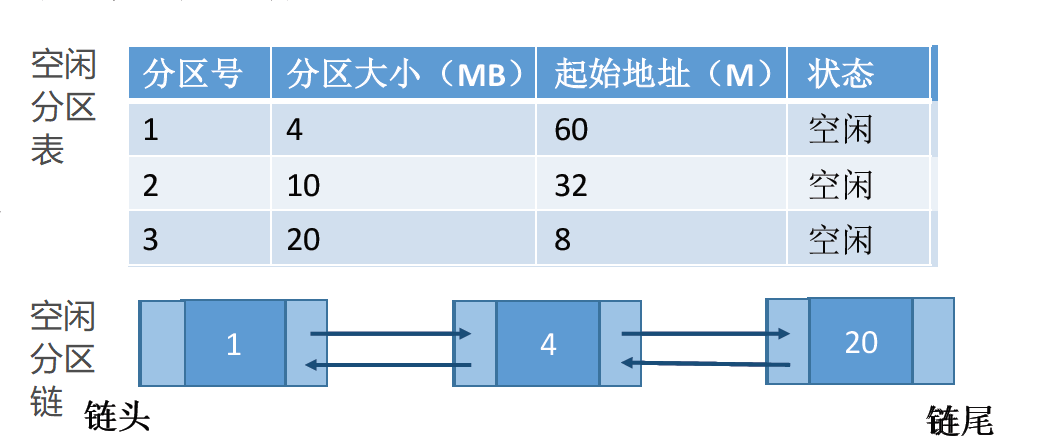 空闲
分区
表
分区号 分区大小（MB） 起始地址（M） 状态
1 4 60 空闲
2 10 32 空闲
3 20 8 空闲
空闲
分区
链
1 4 20
链头 链尾